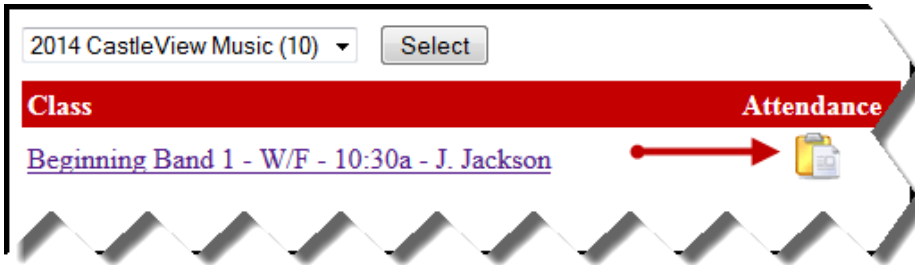 2014 CastleView Music (10) Select
Class Attendance
Beginning Band 1 - W/F - 10:30a - J. Jackson